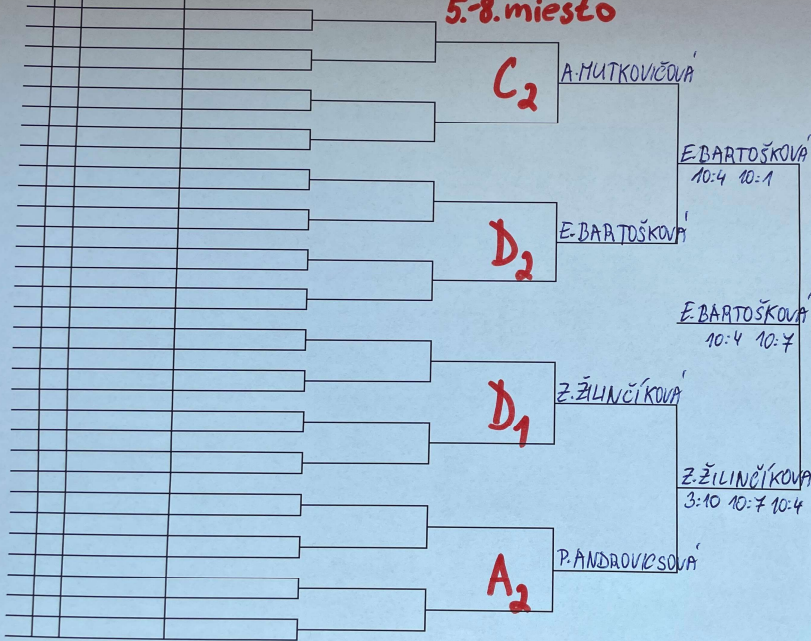 5.-8. miesto
C2
A. MUTKOVIČOVÁ
E. BARTOŠKOVÁ
10:4 10:1
D2
E. BARTOŠKOVÁ
E. BARTOŠKOVÁ
10:4 10:7
D1
Z. ŽILINČÍKOVÁ
Z. ŽILINČÍKOVÁ
3:10 10:7 10:4
A2
P. ANDROVICSOVÁ